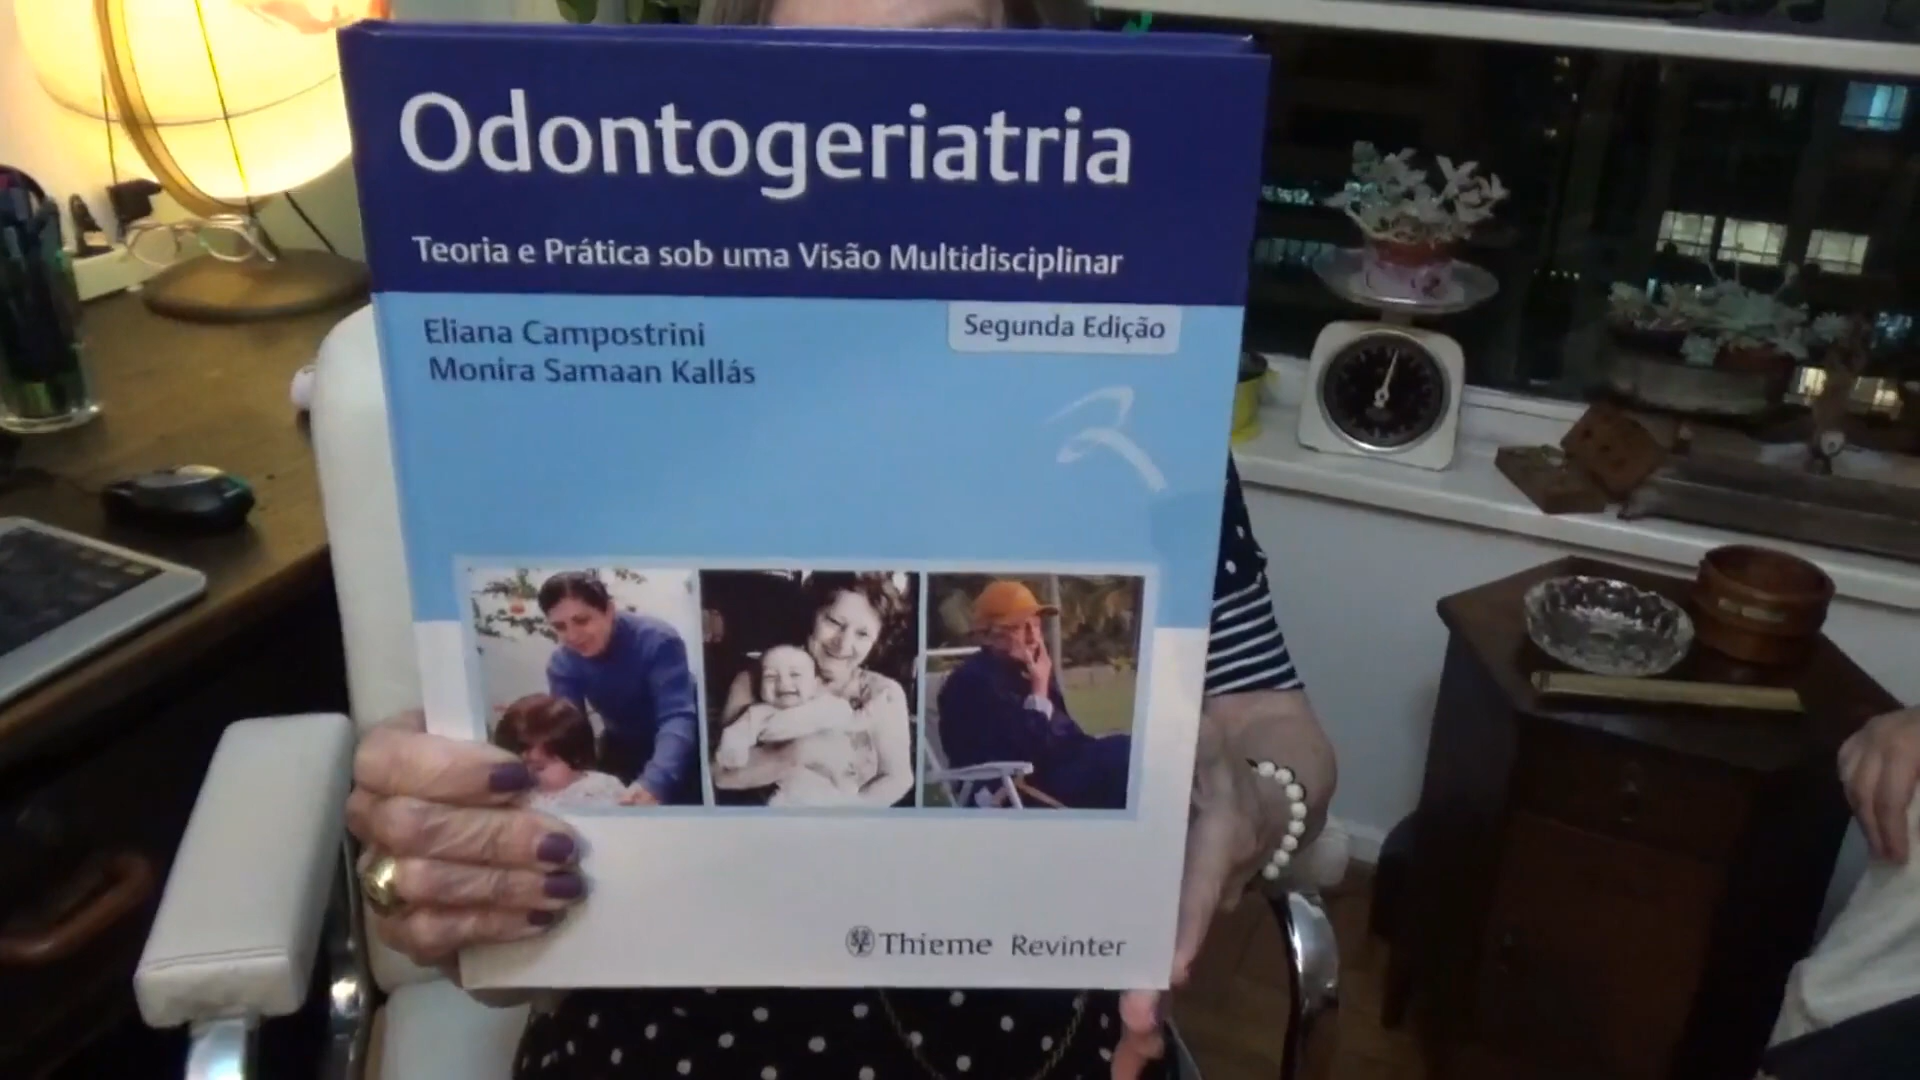 Odontogeriatria
Teoria e Prática sob uma Visão Multidisciplinar
Eliana Campostrini
Monira Samaan Kallás
Segunda Edição
Thieme Revinter